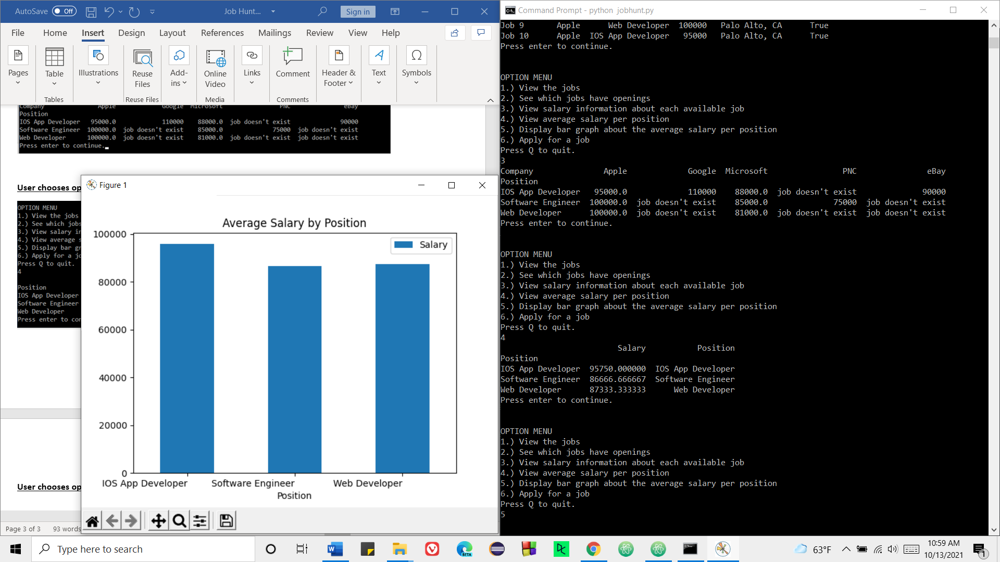 AutoSave Off Job Hunt... Sign in
File Home Insert Design Layout References Mailings Review View Help
Pages
Table
Illustrations
Reuse Files
Add-ins
Online Video
Links
Comment
Header & Footer
Text
Symbols
Tables Reuse Files Media Comments
Company Apple Google Microsoft PNC eBay
Position
IOS App Developer 95000.0 110000 88000.0 job doesn't exist 90000
Software Engineer 100000.0 job doesn't exist 85000.0 75000 job doesn't exist
Web Developer 100000.0 job doesn't exist 81000.0 job doesn't exist job doesn't exist
Press enter to continue.
User chooses op
OPTION MENU
1.) View the jobs
2.) See which jobs
3.) View salary in
4.) View average s
5.) Display bar gr
6.) Apply for a jo
Press Q to quit.
4
Position
IOS App Developer
Software Engineer
Web Developer
Press enter to con
User chooses op
Page 3 of 3 93 words
Figure 1
Average Salary by Position
Salary
100000
80000
60000
40000
20000
0
IOS App Developer Software Engineer Web Developer
Position
Command Prompt - python jobhunt.py
Job 9 Apple Web Developer 100000 Palo Alto, CA True
Job 10 Apple IOS App Developer 95000 Palo Alto, CA True
Press enter to continue.
OPTION MENU
1.) View the jobs
2.) See which jobs have openings
3.) View salary information about each available job
4.) View average salary per position
5.) Display bar graph about the average salary per position
6.) Apply for a job
Press Q to quit.
3
Company Apple Google Microsoft PNC eBay
Position
IOS App Developer 95000.0 110000 88000.0 job doesn't exist 90000
Software Engineer 100000.0 job doesn't exist 85000.0 75000 job doesn't exist
Web Developer 100000.0 job doesn't exist 81000.0 job doesn't exist job doesn't exist
Press enter to continue.
OPTION MENU
1.) View the jobs
2.) See which jobs have openings
3.) View salary information about each available job
4.) View average salary per position
5.) Display bar graph about the average salary per position
6.) Apply for a job
Press Q to quit.
4
Salary Position
Position
IOS App Developer 95750.000000 IOS App Developer
Software Engineer 86666.666667 Software Engineer
Web Developer 87333.333333 Web Developer
Press enter to continue.
OPTION MENU
1.) View the jobs
2.) See which jobs have openings
3.) View salary information about each available job
4.) View average salary per position
5.) Display bar graph about the average salary per position
6.) Apply for a job
Press Q to quit.
5
Type here to search
BETA
63°F
10:59 AM
10/13/2021
1